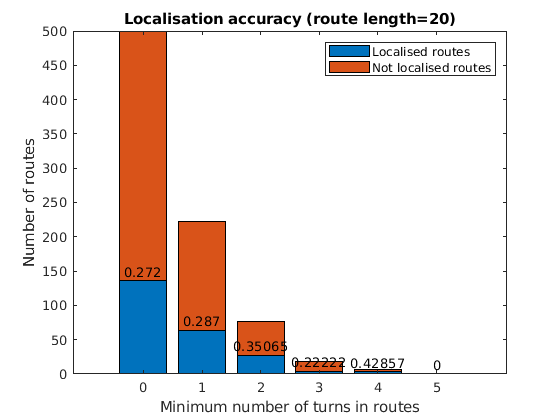 Localisation accuracy (route length=20)
Localised routes
Not localised routes
500
450
400
350
300
250
200
150
100
50
0
Number of routes
0.272
0.287
0.35065
0.22222
0.42857
0
0 1 2 3 4 5
Minimum number of turns in routes